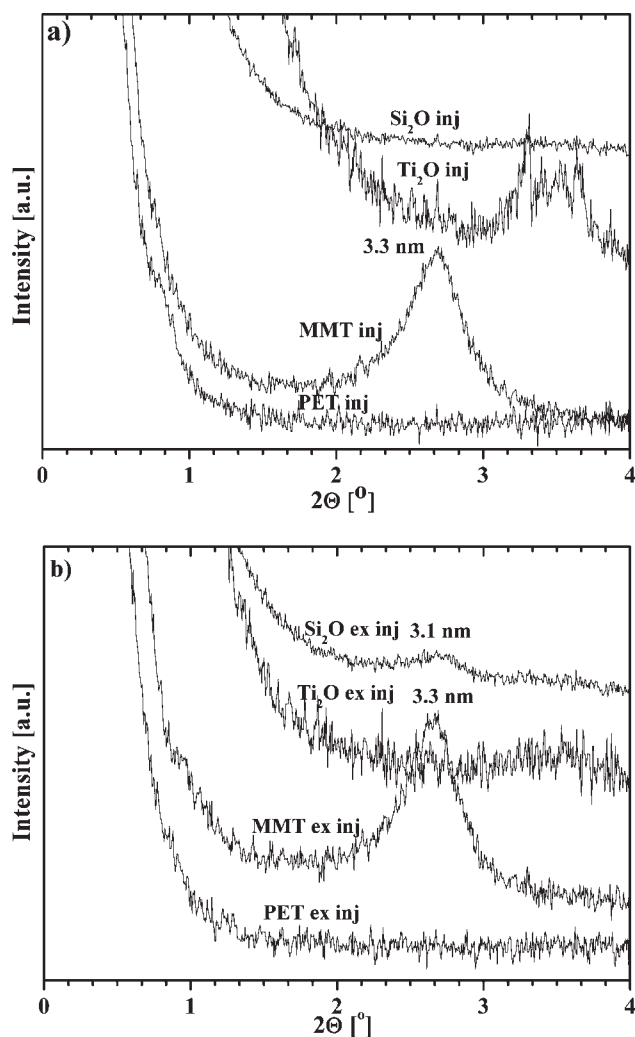 a)
Si₂O inj
Ti₂O inj
3.3 nm
MMT inj
PET inj
Intensity [a.u.]
0 1 2 3 4
2Θ [°]
b)
Si₂O ex inj 3.1 nm
Ti₂O ex inj 3.3 nm
MMT ex inj
PET ex inj
Intensity [a.u.]
0 1 2 3 4
2Θ [°]